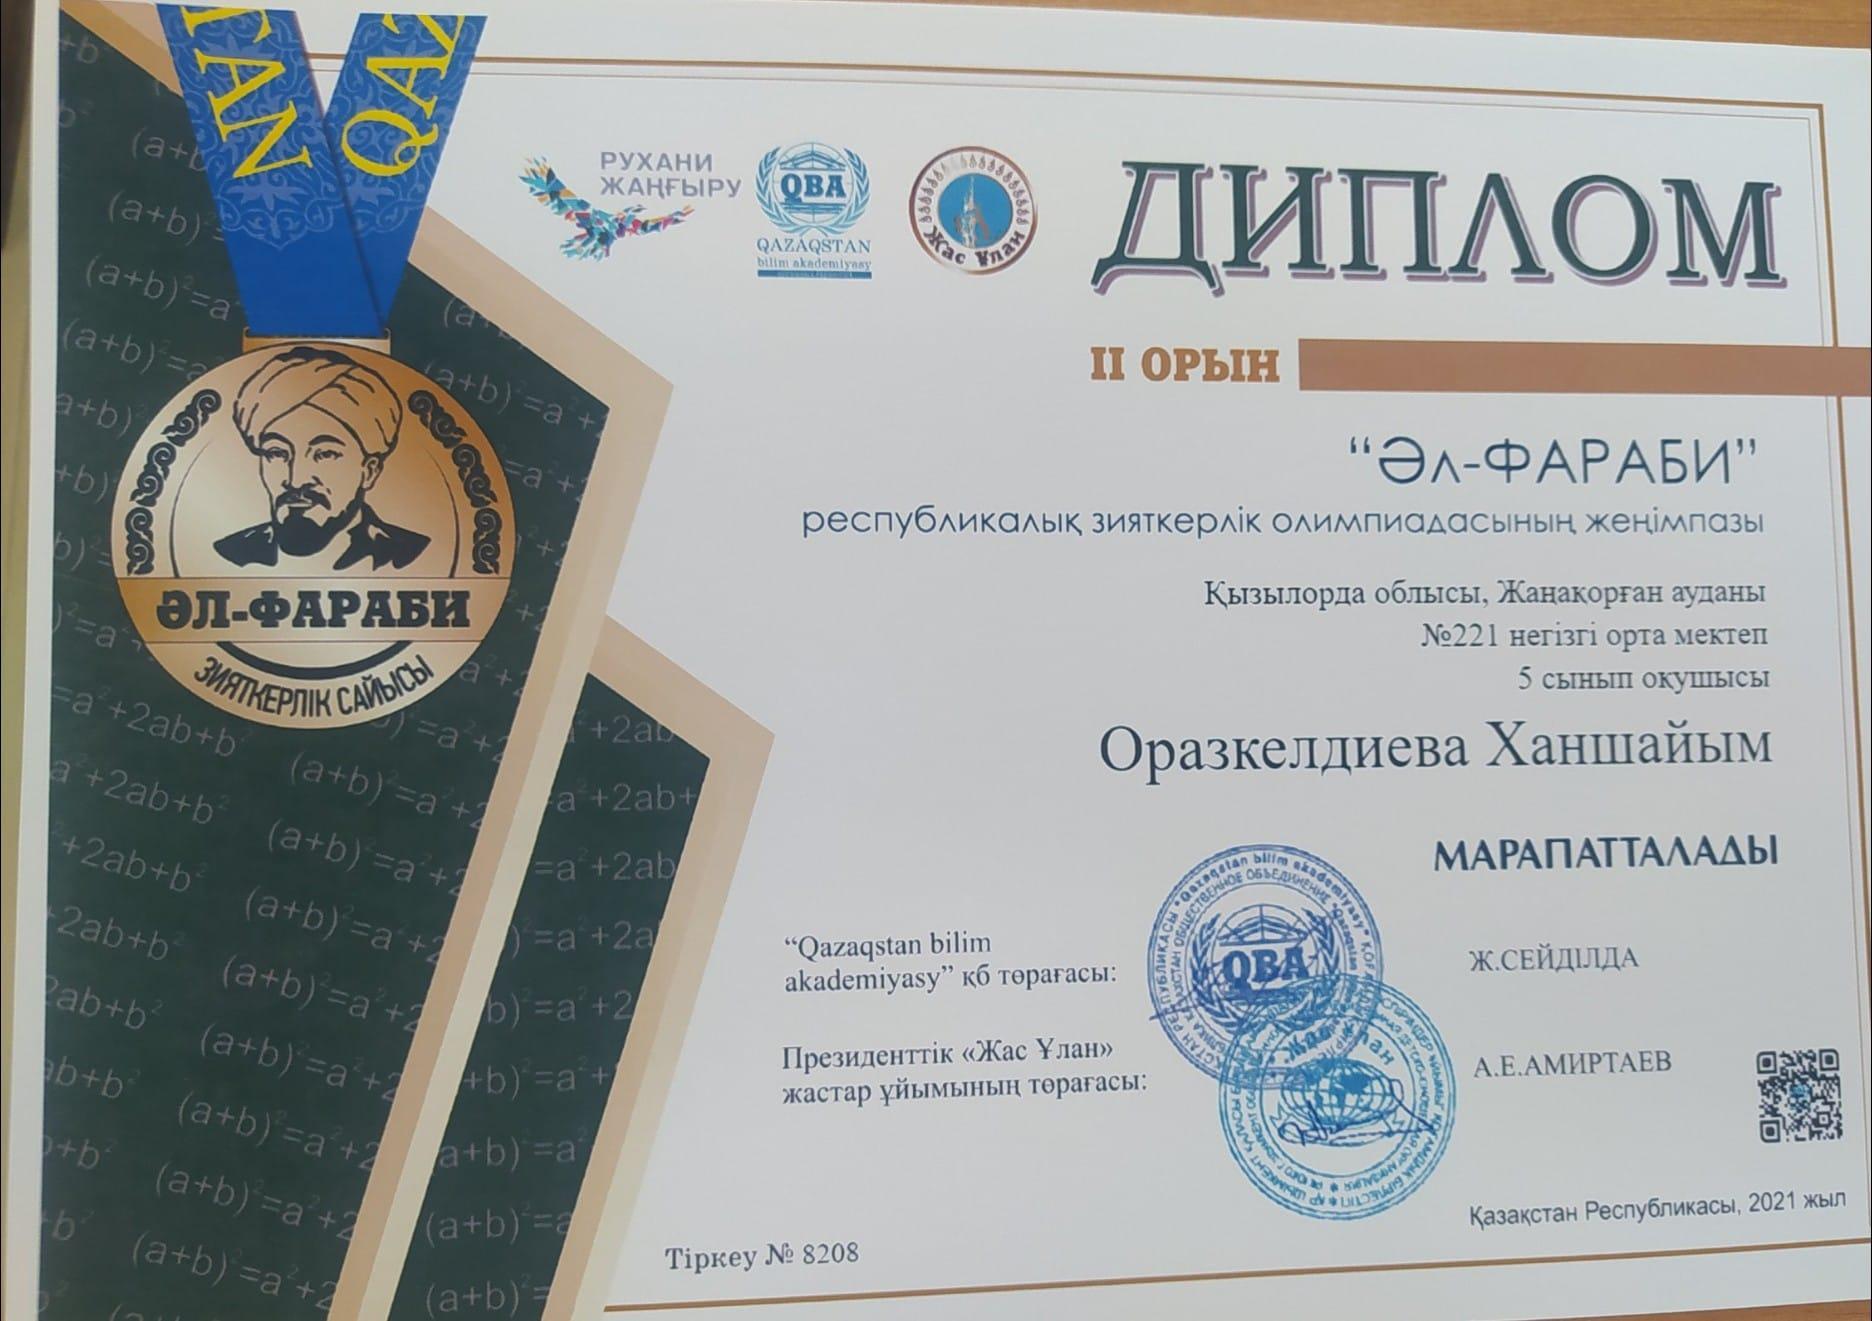 РУХАНИ
ЖАҢҒЫРУ
QBA
QAZAQSTAN
bilim akademiyasy
Жас Ұлан
ДИПЛОМ
II ОРЫН
“Әл-ФАРАБИ”
республикалық зияткерлік олимпиадасының жеңімпазы
Қызылорда облысы, Жаңақорған ауданы
№221 негізгі орта мектеп
5 сынып оқушысы
Оразкелдиева Ханшайым
МАРАПАТТАЛАДЫ
“Qazaqstan bilim
akademiyasy” қб төрағасы:
Ж.СЕЙДІЛДА
Президенттік «Жас Ұлан»
жастар ұйымының төрағасы:
А.Е.АМИРТАЕВ
QBA
Қазақстан Республикасы, 2021 жыл
Тіркеу № 8208
ӘЛ-ФАРАБИ
ЗИЯТКЕРЛІК САЙЫСЫ